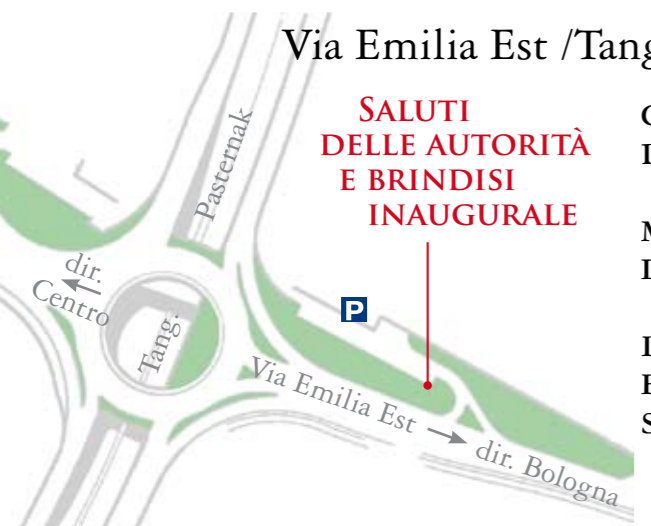 Via Emilia Est /Tang
SALUTI
DELLE AUTORITÀ
E BRINDISI
INAUGURALE
Pasternak
dir.
Centro
Tang.
P
Via Emilia Est
dir. Bologna